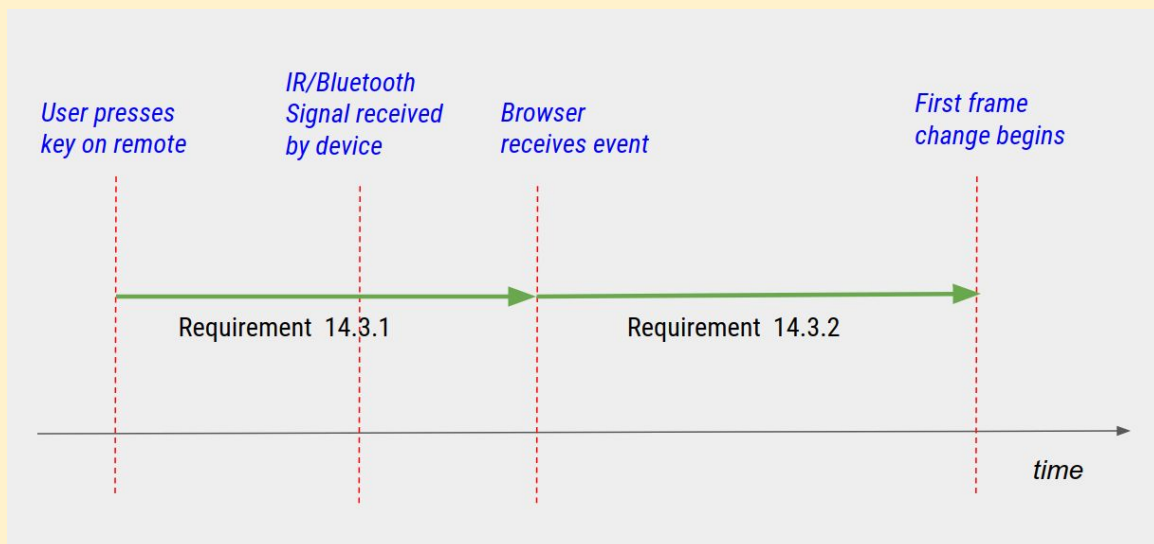 User presses
key on remote
IR/Bluetooth
Signal received
by device
Browser
receives event
First frame
change begins
Requirement 14.3.1
Requirement 14.3.2
time